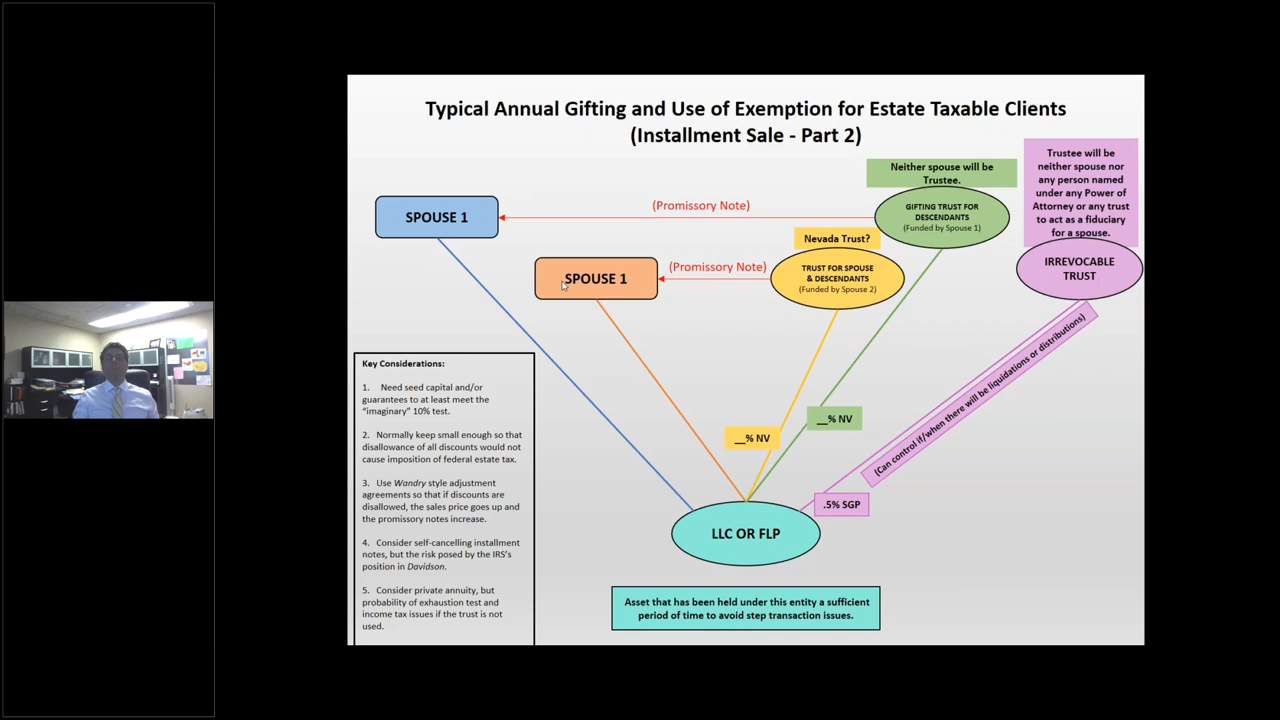 Typical Annual Gifting and Use of Exemption for Estate Taxable Clients
(Installment Sale - Part 2)
Neither spouse will be
Trustee.
Trustee will be
neither spouse nor
any person named
under any Power of
Attorney or any trust
to act as a fiduciary
for a spouse.
SPOUSE 1
(Promissory Note)
GIFTING TRUST FOR
DESCENDANTS
(Funded by Spouse 1)
Nevada Trust?
IRREVOCABLE
TRUST
SPOUSE 1
(Promissory Note)
TRUST FOR SPOUSE
& DESCENDANTS
(Funded by Spouse 2)
(Can control if/when there will be liquidations or distributions)
Key Considerations:
1. Need seed capital and/or
guarantees to at least meet the
“imaginary” 10% test.
2. Normally keep small enough so that
disallowance of all discounts would not
cause imposition of federal estate tax.
3. Use Wandry style adjustment
agreements so that if discounts are
disallowed, the sales price goes up and
the promissory notes increase.
4. Consider self-cancelling installment
notes, but the risk posed by the IRS’s
position in Davidson.
5. Consider private annuity, but
probability of exhaustion test and
income tax issues if the trust is not
used.
__% NV
__% NV
.5% SGP
LLC OR FLP
Asset that has been held under this entity a sufficient
period of time to avoid step transaction issues.